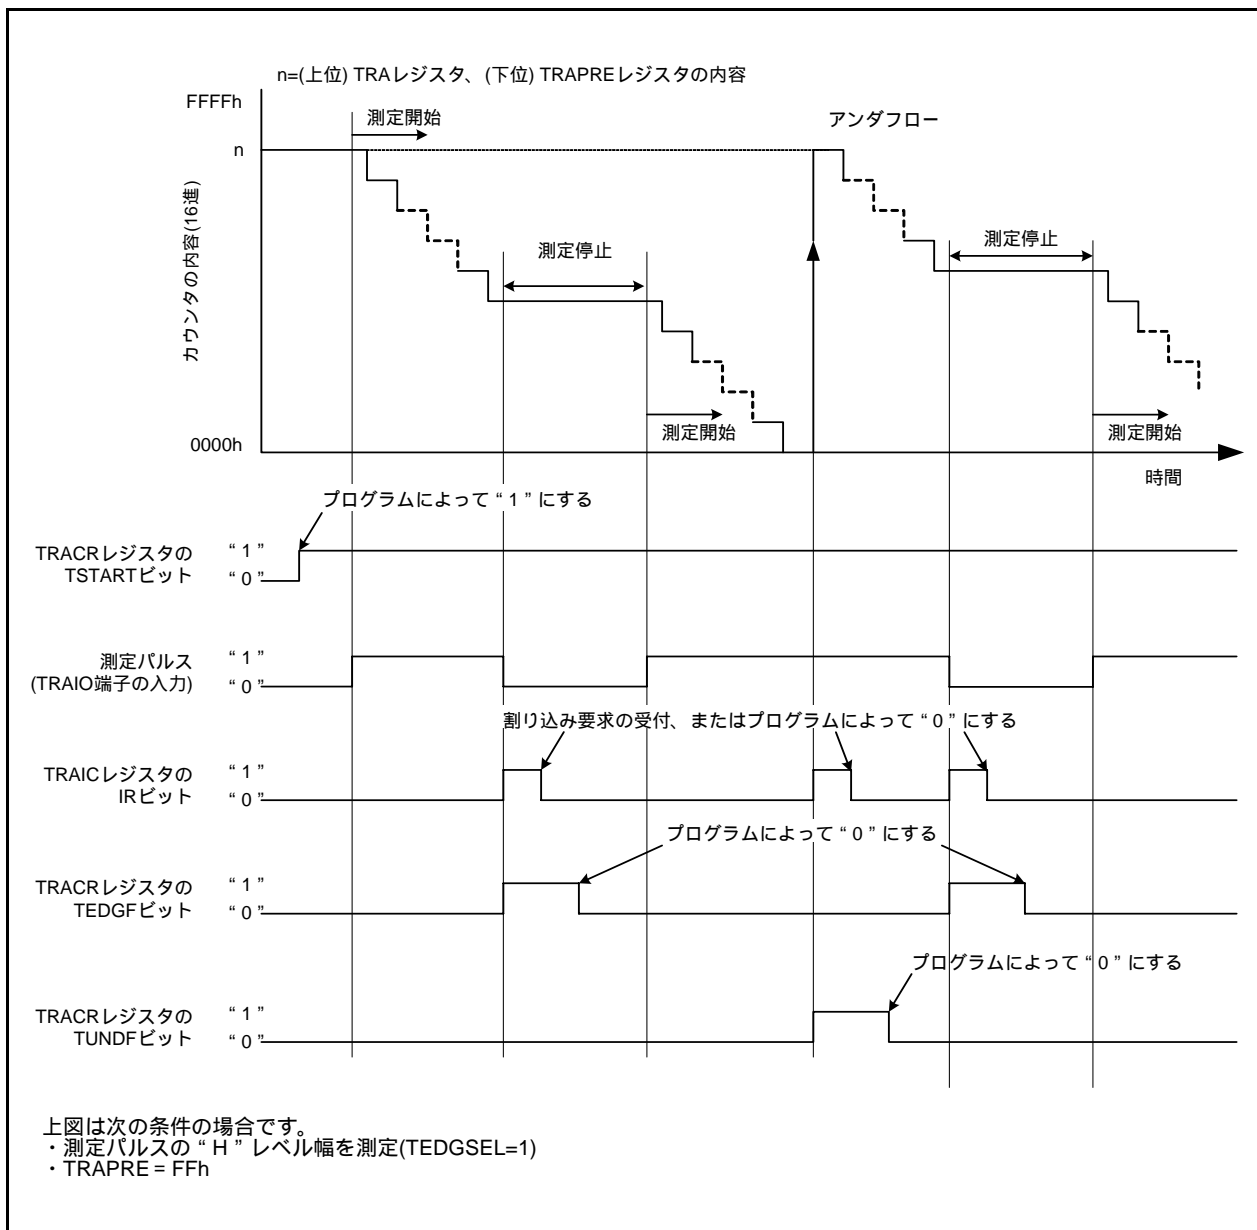 n=(上位) TRAレジスタ、(下位) TRAPREレジスタの内容
FFFFh
測定開始
アンダフロー
n
カウンタの内容(16進)
測定停止
測定停止
測定開始
測定開始
0000h
時間
プログラムによって “ 1 ” にする
TRACRレジスタの
TSTARTビット
“ 1 ”
“ 0 ”
測定パルス
(TRAIO端子の入力)
“ 1 ”
“ 0 ”
割り込み要求の受付、またはプログラムによって “ 0 ” にする
TRAICレジスタの
IRビット
“ 1 ”
“ 0 ”
プログラムによって “ 0 ” にする
TRACRレジスタの
TEDGFビット
“ 1 ”
“ 0 ”
プログラムによって “ 0 ” にする
TRACRレジスタの
TUNDFビット
“ 1 ”
“ 0 ”
上図は次の条件の場合です。
・測定パルスの “ H ” レベル幅を測定(TEDGSEL=1)
・TRAPRE = FFh